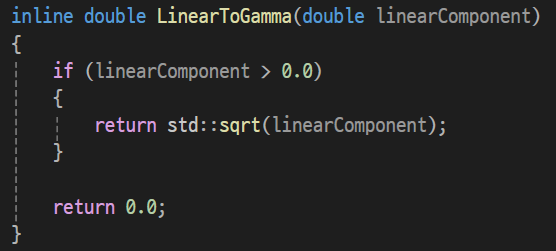 inline double LinearToGamma(double linearComponent)
{
if (linearComponent > 0.0)
{
return std::sqrt(linearComponent);
}
return 0.0;
}